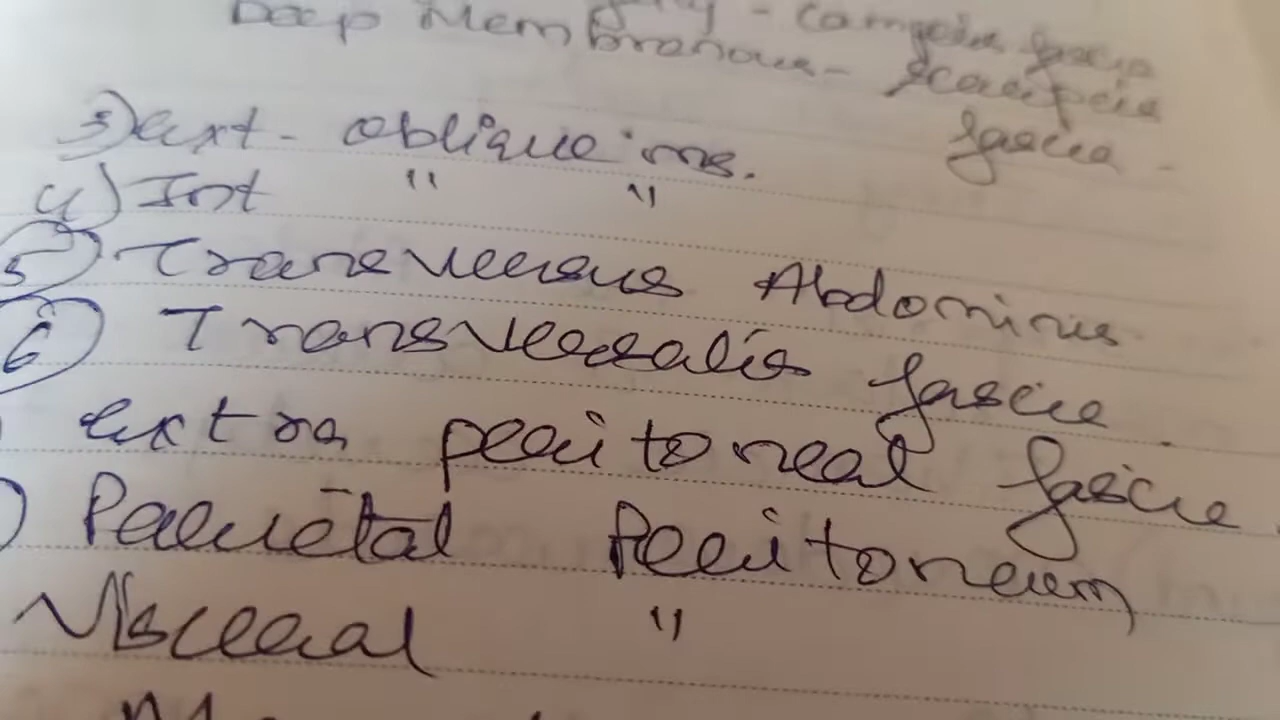 Deep Membranous - Scarpeia
fascia -
3) ext - oblique ms.
4) Int " "
5) Transversus Abdominis
6) Transversalis fascia.
extra peritoneal fascia.
) Parietal Peritoneum
Visceral "